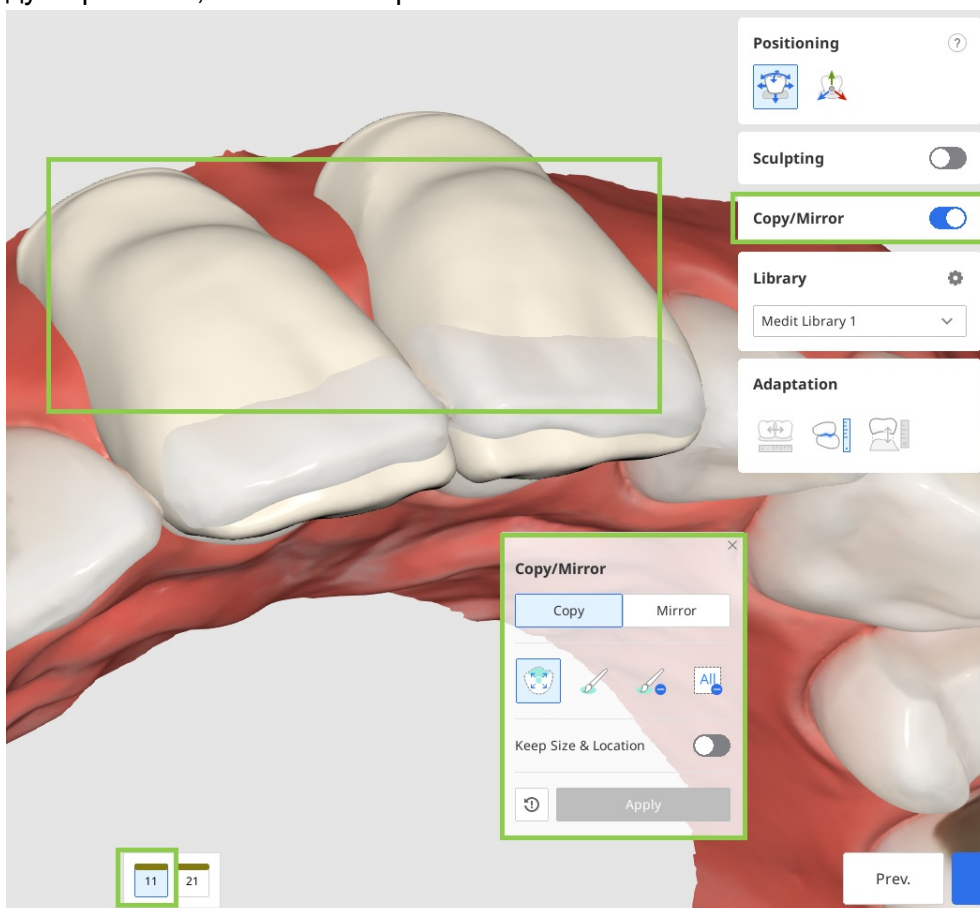 Positioning
?
Sculpting
Copy/Mirror
Library
Medit Library 1
Adaptation
Copy/Mirror
Copy Mirror
All
Keep Size & Location
Apply
11 21
Prev.